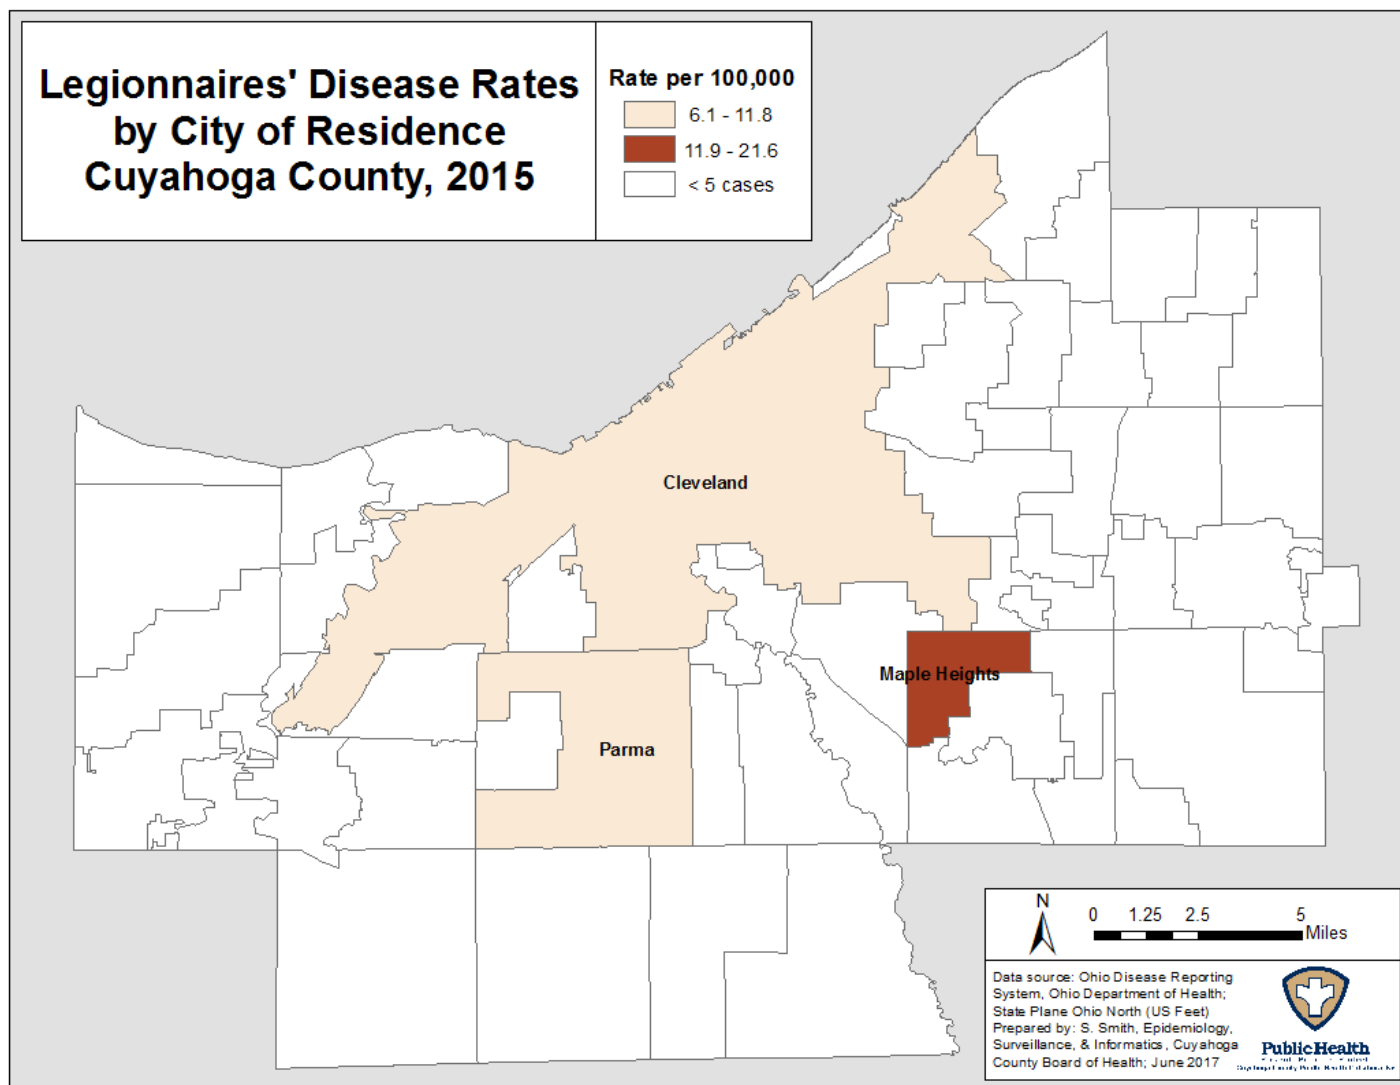 Legionnaires' Disease Rates
by City of Residence
Cuyahoga County, 2015
Rate per 100,000
6.1 - 11.8
11.9 - 21.6
< 5 cases
Cleveland
Maple Heights
Parma
N
0 1.25 2.5 5
Miles
Data source: Ohio Disease Reporting
System, Ohio Department of Health;
State Plane Ohio North (US Feet)
Prepared by: S. Smith, Epidemiology,
Surveillance, & Informatics, Cuyahoga
County Board of Health; June 2017
PublicHealth